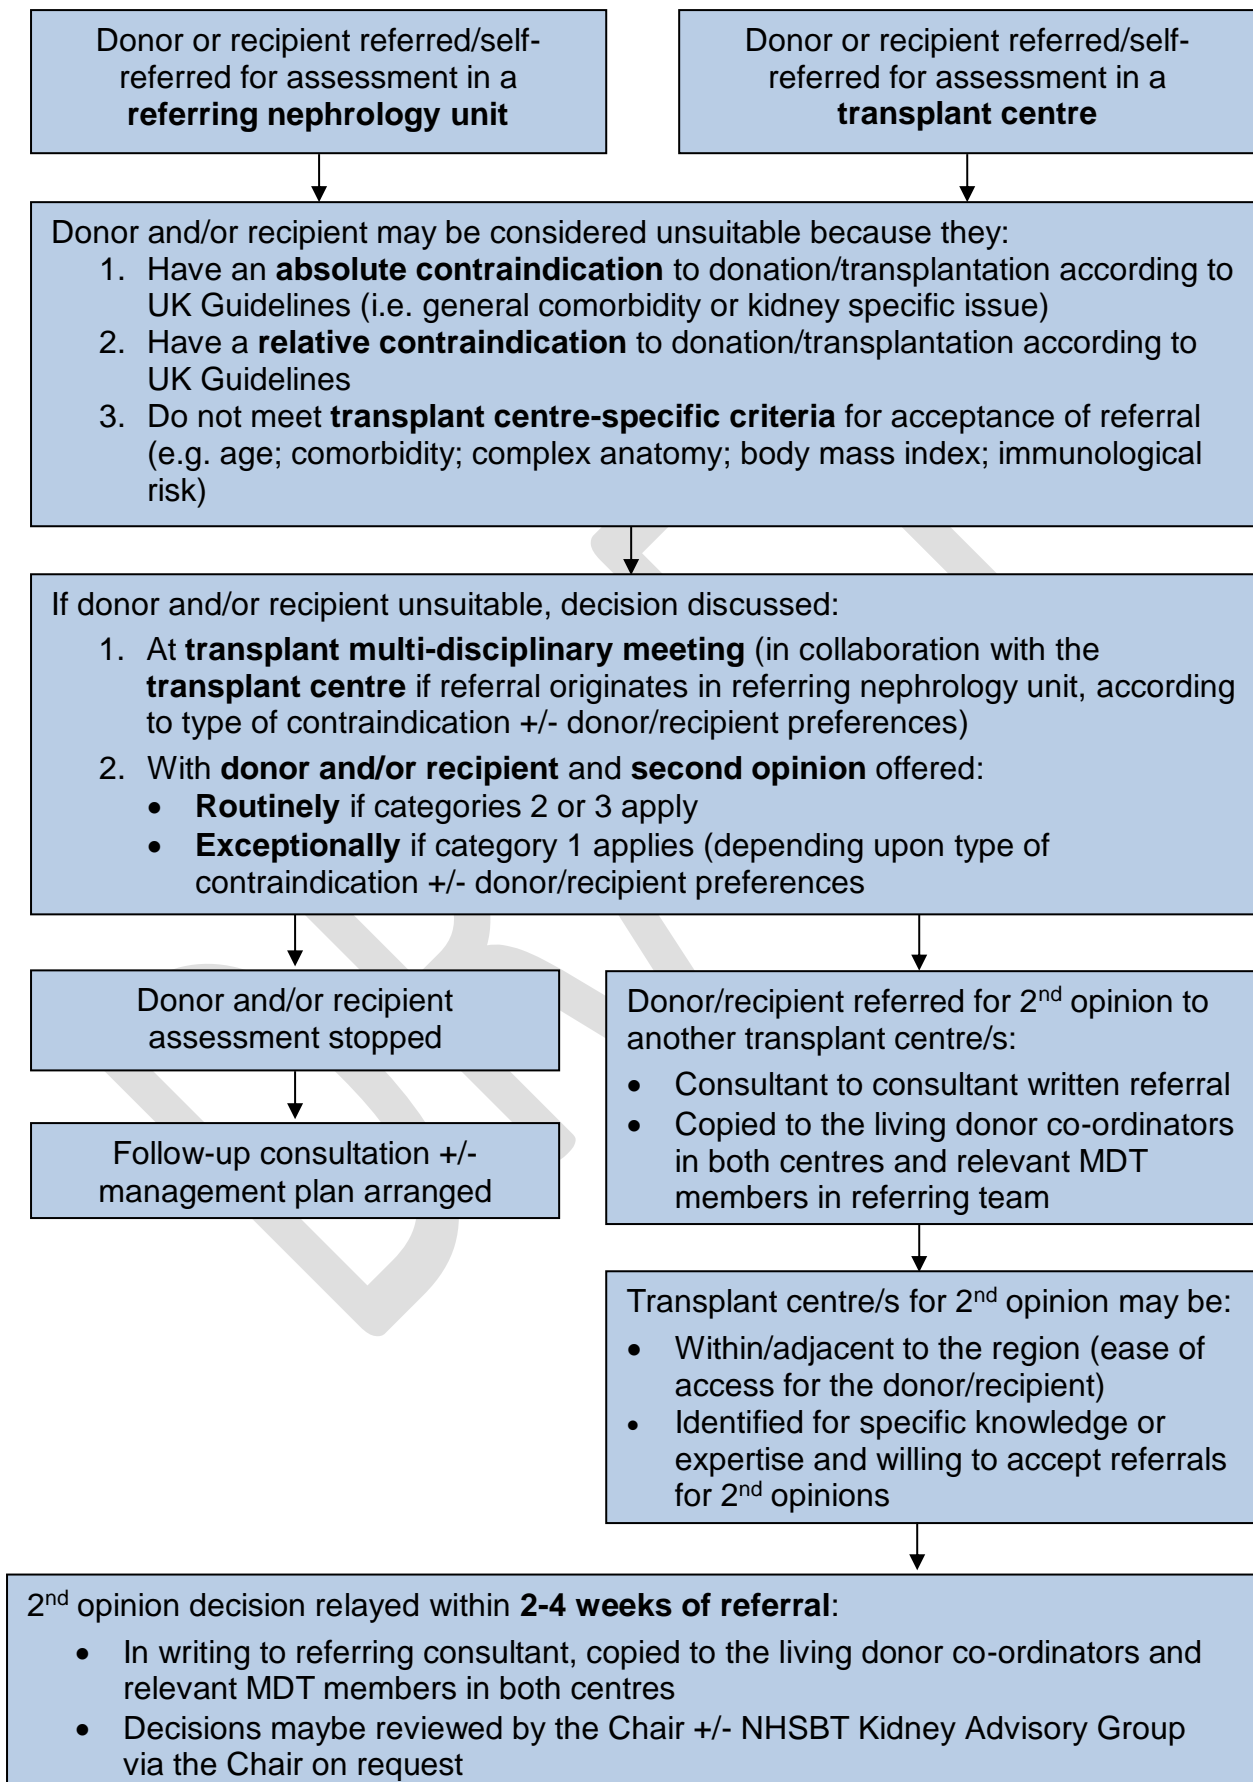 Donor or recipient referred/self-
referred for assessment in a
referring nephrology unit
Donor or recipient referred/self-
referred for assessment in a
transplant centre
Donor and/or recipient may be considered unsuitable because they:
1. Have an absolute contraindication to donation/transplantation according to
UK Guidelines (i.e. general comorbidity or kidney specific issue)
2. Have a relative contraindication to donation/transplantation according to
UK Guidelines
3. Do not meet transplant centre-specific criteria for acceptance of referral
(e.g. age; comorbidity; complex anatomy; body mass index; immunological
risk)
If donor and/or recipient unsuitable, decision discussed:
1. At transplant multi-disciplinary meeting (in collaboration with the
transplant centre if referral originates in referring nephrology unit, according
to type of contraindication +/- donor/recipient preferences)
2. With donor and/or recipient and second opinion offered:
• Routinely if categories 2 or 3 apply
• Exceptionally if category 1 applies (depending upon type of
contraindication +/- donor/recipient preferences
Donor and/or recipient
assessment stopped
Follow-up consultation +/-
management plan arranged
Donor/recipient referred for 2nd opinion to
another transplant centre/s:
• Consultant to consultant written referral
• Copied to the living donor co-ordinators
in both centres and relevant MDT
members in referring team
Transplant centre/s for 2nd opinion may be:
• Within/adjacent to the region (ease of
access for the donor/recipient)
• Identified for specific knowledge or
expertise and willing to accept referrals
for 2nd opinions
2nd opinion decision relayed within 2-4 weeks of referral:
• In writing to referring consultant, copied to the living donor co-ordinators and
relevant MDT members in both centres
• Decisions maybe reviewed by the Chair +/- NHSBT Kidney Advisory Group
via the Chair on request